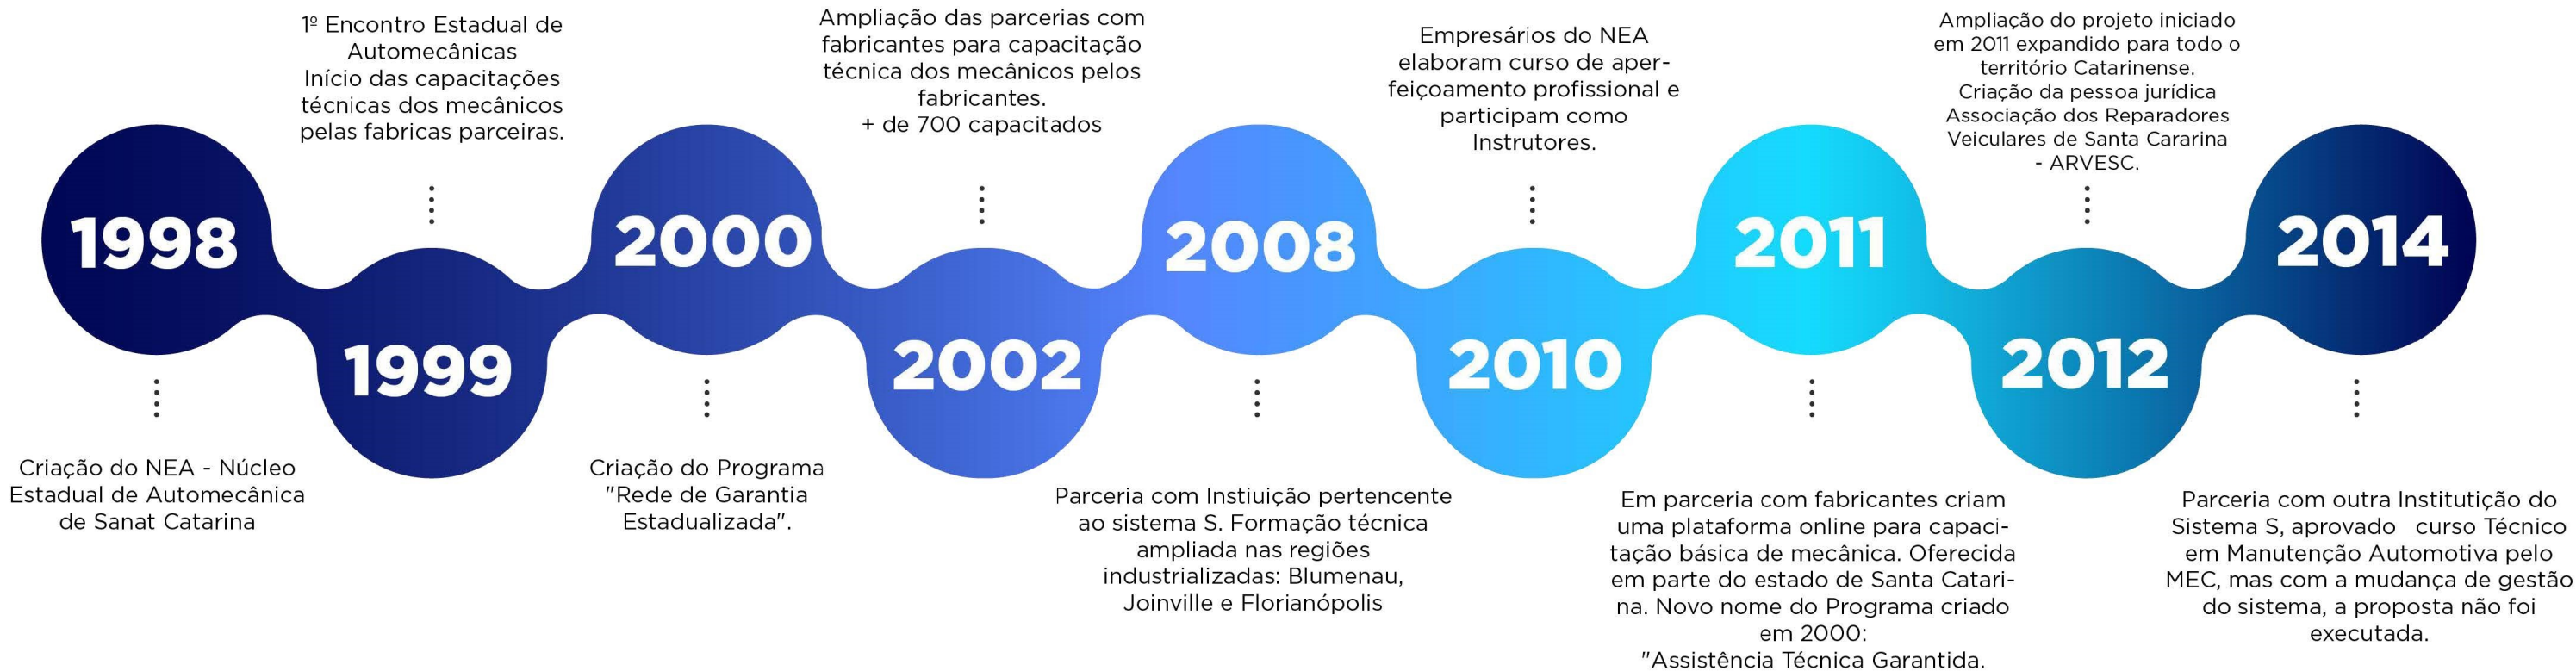 1998
Criação do NEA - Núcleo
Estadual de Automecânica
de Sanat Catarina
1º Encontro Estadual de
Automecânicas
Início das capacitações
técnicas dos mecânicos
pelas fabricas parceiras.
1999
2000
Criação do Programa
"Rede de Garantia
Estadualizada".
Ampliação das parcerias com
fabricantes para capacitação
técnica dos mecânicos pelos
fabricantes.
+ de 700 capacitados
2002
2008
Parceria com Instiuição pertencente
ao sistema S. Formação técnica
ampliada nas regiões
industrializadas: Blumenau,
Joinville e Florianópolis
Empresários do NEA
elaboram curso de aper-
feiçoamento profissional e
participam como
Instrutores.
2010
2011
Em parceria com fabricantes criam
uma plataforma online para capaci-
tação básica de mecânica. Oferecida
em parte do estado de Santa Catari-
na. Novo nome do Programa criado
em 2000:
"Assistência Técnica Garantida.
Ampliação do projeto iniciado
em 2011 expandido para todo o
território Catarinense.
Criação da pessoa jurídica
Associação dos Reparadores
Veiculares de Santa Cararina
- ARVESC.
2012
2014
Parceria com outra Institutição do
Sistema S, aprovado curso Técnico
em Manutenção Automotiva pelo
MEC, mas com a mudança de gestão
do sistema, a proposta não foi
executada.